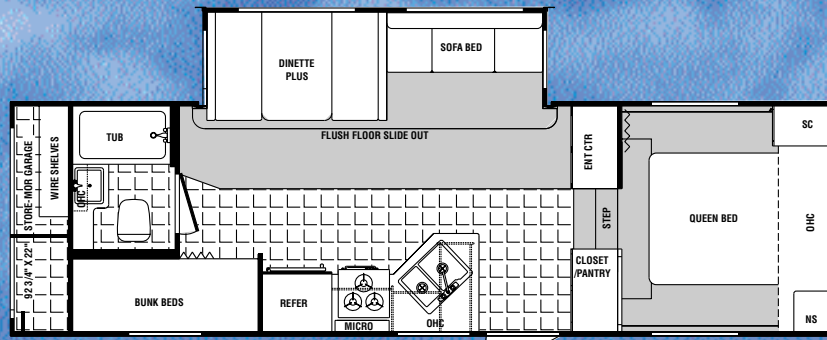 DINETTE
PLUS
SOFA BED
STORE-MOR GARAGE
WIRE SHELVES
TUB
FLUSH FLOOR SLIDE OUT
ENT CTR
SC
OHC
QUEEN BED
OHC
STEP
92 3/4" X 22"
BUNK BEDS
REFER
MICRO
OHC
CLOSET
/PANTRY
NS